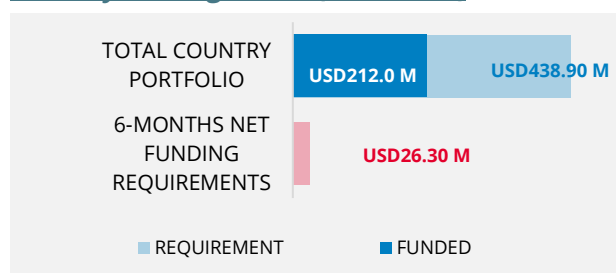 TOTAL COUNTRY
PORTFOLIO
USD212.0 M
USD438.90 M
6-MONTHS NET
FUNDING
REQUIREMENTS
USD26.30 M
REQUIREMENT
FUNDED